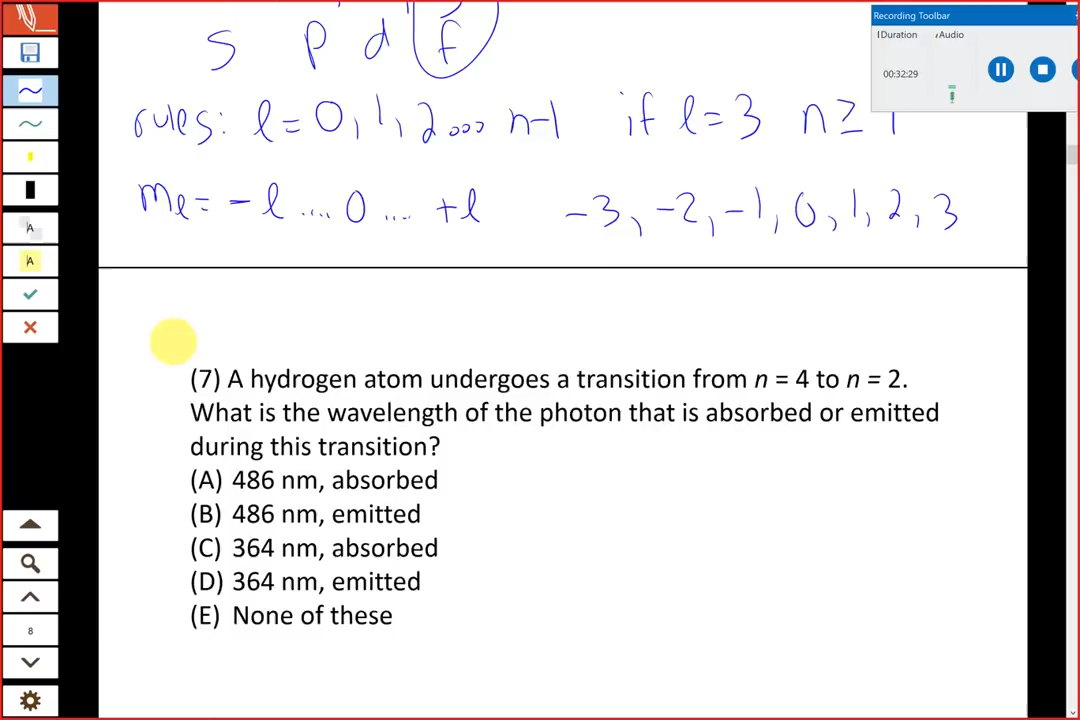 Recording Toolbar
Duration
Audio
00:32:29
s p d f
rules: l = 0, 1, 2 ... n-1 if l = 3 n ≥
ml = -l .... 0 ... +l -3, -2, -1, 0, 1, 2, 3
(7) A hydrogen atom undergoes a transition from n = 4 to n = 2.
What is the wavelength of the photon that is absorbed or emitted
during this transition?
(A) 486 nm, absorbed
(B) 486 nm, emitted
(C) 364 nm, absorbed
(D) 364 nm, emitted
(E) None of these
A
A
8